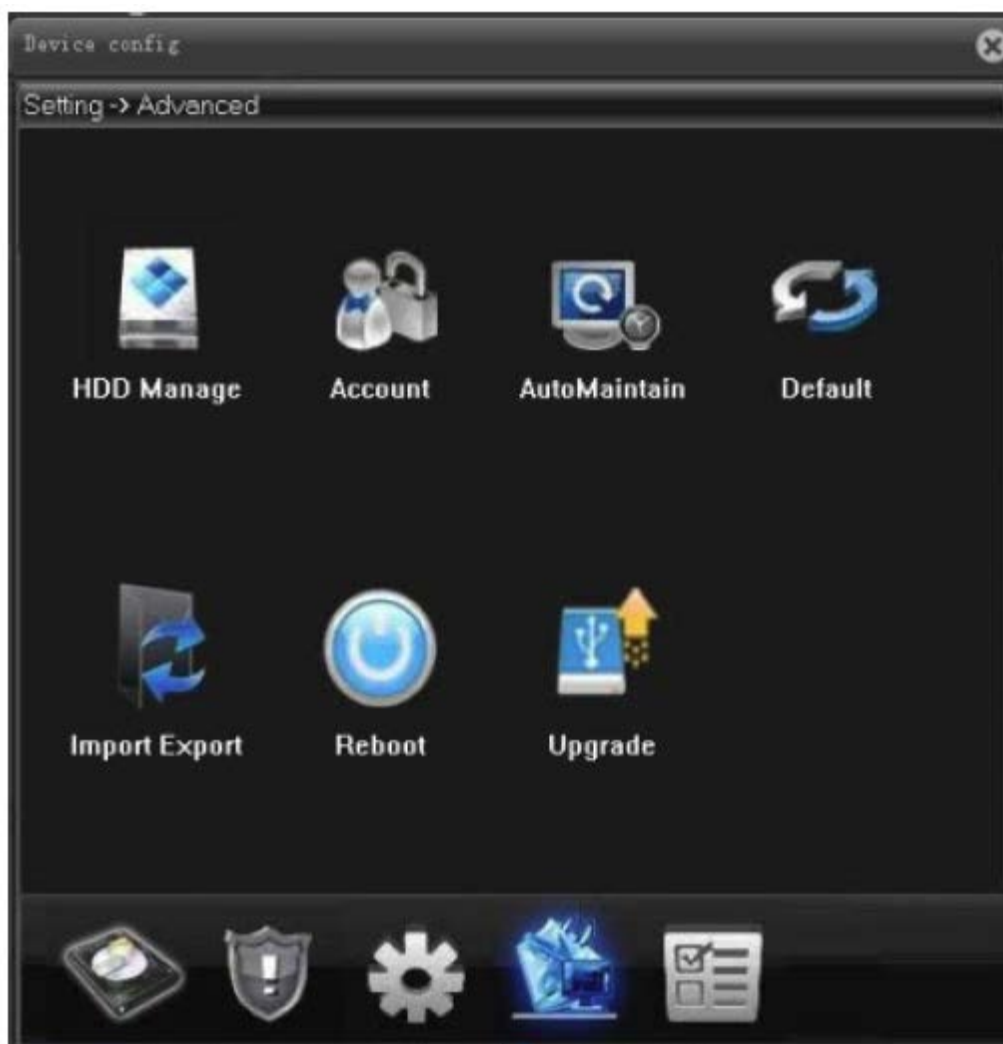 Device config
Setting -> Advanced
HDD Manage
Account
AutoMaintain
Default
Import Export
Reboot
Upgrade